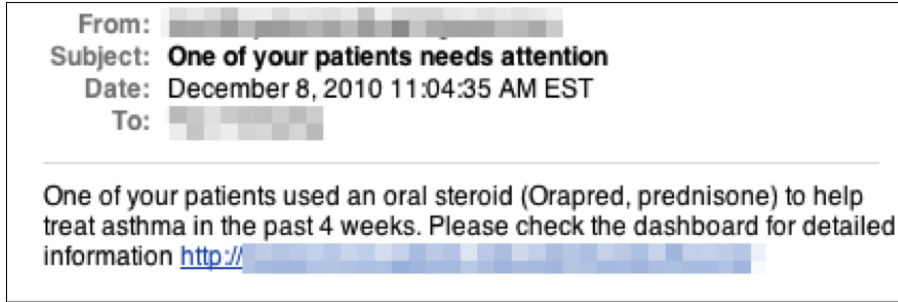 From:
Subject: One of your patients needs attention
Date: December 8, 2010 11:04:35 AM EST
To:
One of your patients used an oral steroid (Orapred, prednisone) to help
treat asthma in the past 4 weeks. Please check the dashboard for detailed
information http://